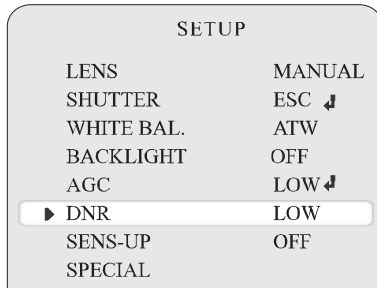 SETUP
LENS MANUAL
SHUTTER ESC
WHITE BAL. ATW
BACKLIGHT OFF
AGC LOW
DNR LOW
SENS-UP OFF
SPECIAL